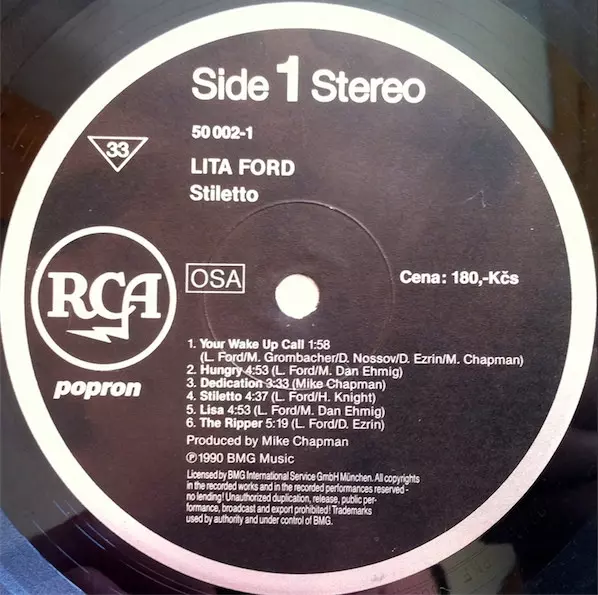 Side 1 Stereo
50 002-1
33
LITA FORD
Stiletto
RCA
OSA
Cena: 180,-Kčs
popron
1. Your Wake Up Call 1:58
(L. Ford/M. Grombacher/D. Nossov/D. Ezrin/M. Chapman)
2. Hungry 4:53 (L. Ford/M. Dan Ehmig)
3. Dedication 3:33 (Mike Chapman)
4. Stiletto 4:37 (L. Ford/H. Knight)
5. Lisa 4:53 (L. Ford/M. Dan Ehmig)
6. The Ripper 5:19 (L. Ford/D. Ezrin)
Produced by Mike Chapman
℗1990 BMG Music
Licensed by BMG International Service GmbH München. All copyrights
in the recorded works and in the recorded performances reserved -
no lending! Unauthorized duplication, release, public per-
formance, broadcast and export prohibited! Trademarks
used by authority and under control of BMG.